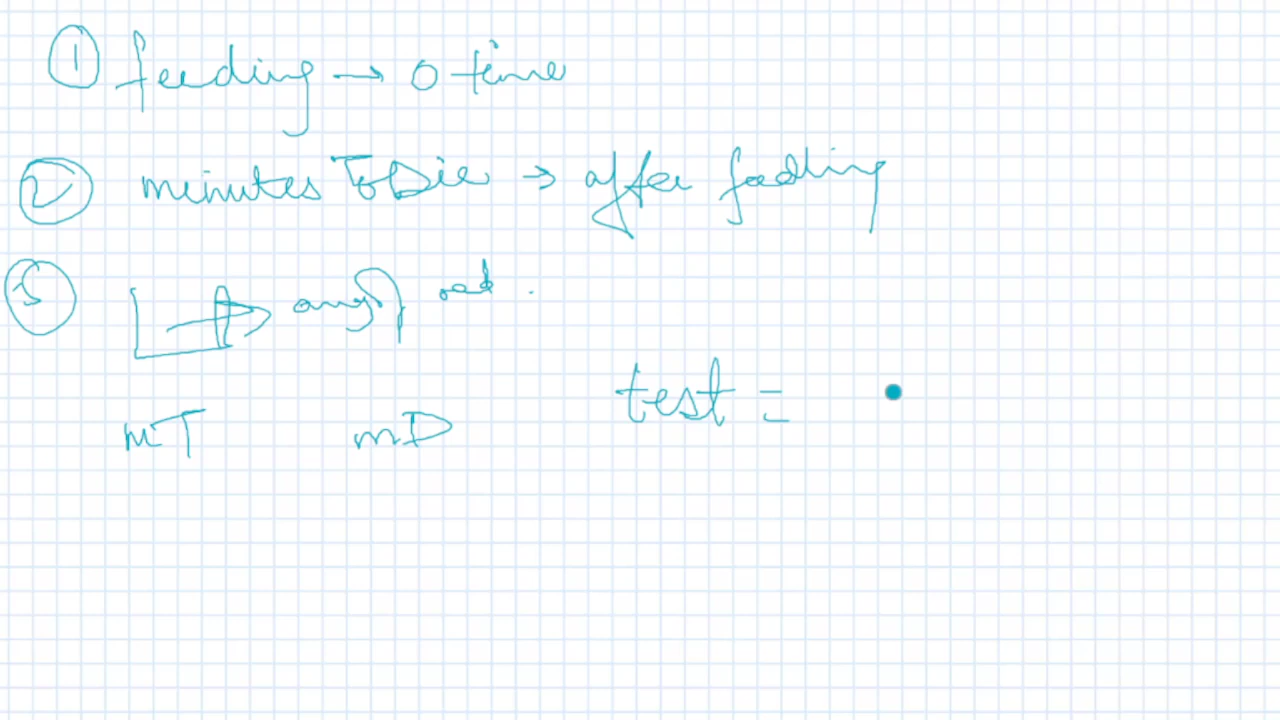 ① feeding → 0 time
② minutesToDie → after feeding
③
test =
mT mD